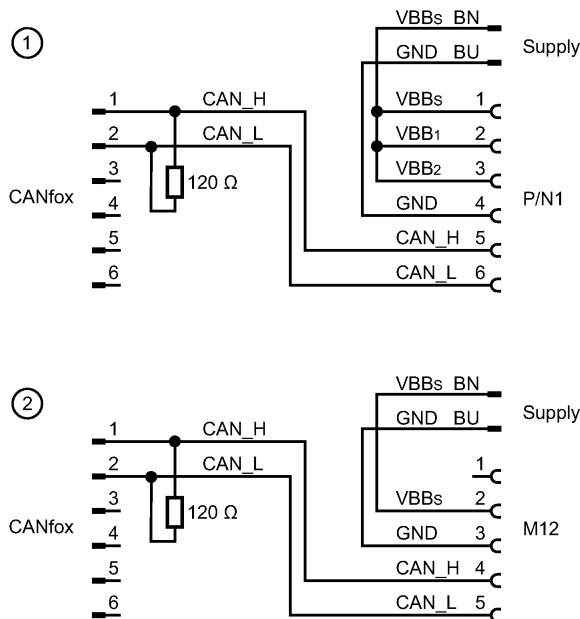 1
VBBs BN
GND BU
Supply
1 CAN_H VBBs 1
2 CAN_L VBB1 2
3 120 Ω VBB2 3
CANfox P/N1
4 GND 4
5 CAN_H 5
6 CAN_L 6
2
VBBs BN
GND BU
Supply
1 CAN_H
2 CAN_L 1
3 120 Ω VBBs 2
CANfox M12
4 GND 3
5 CAN_H 4
6 CAN_L 5